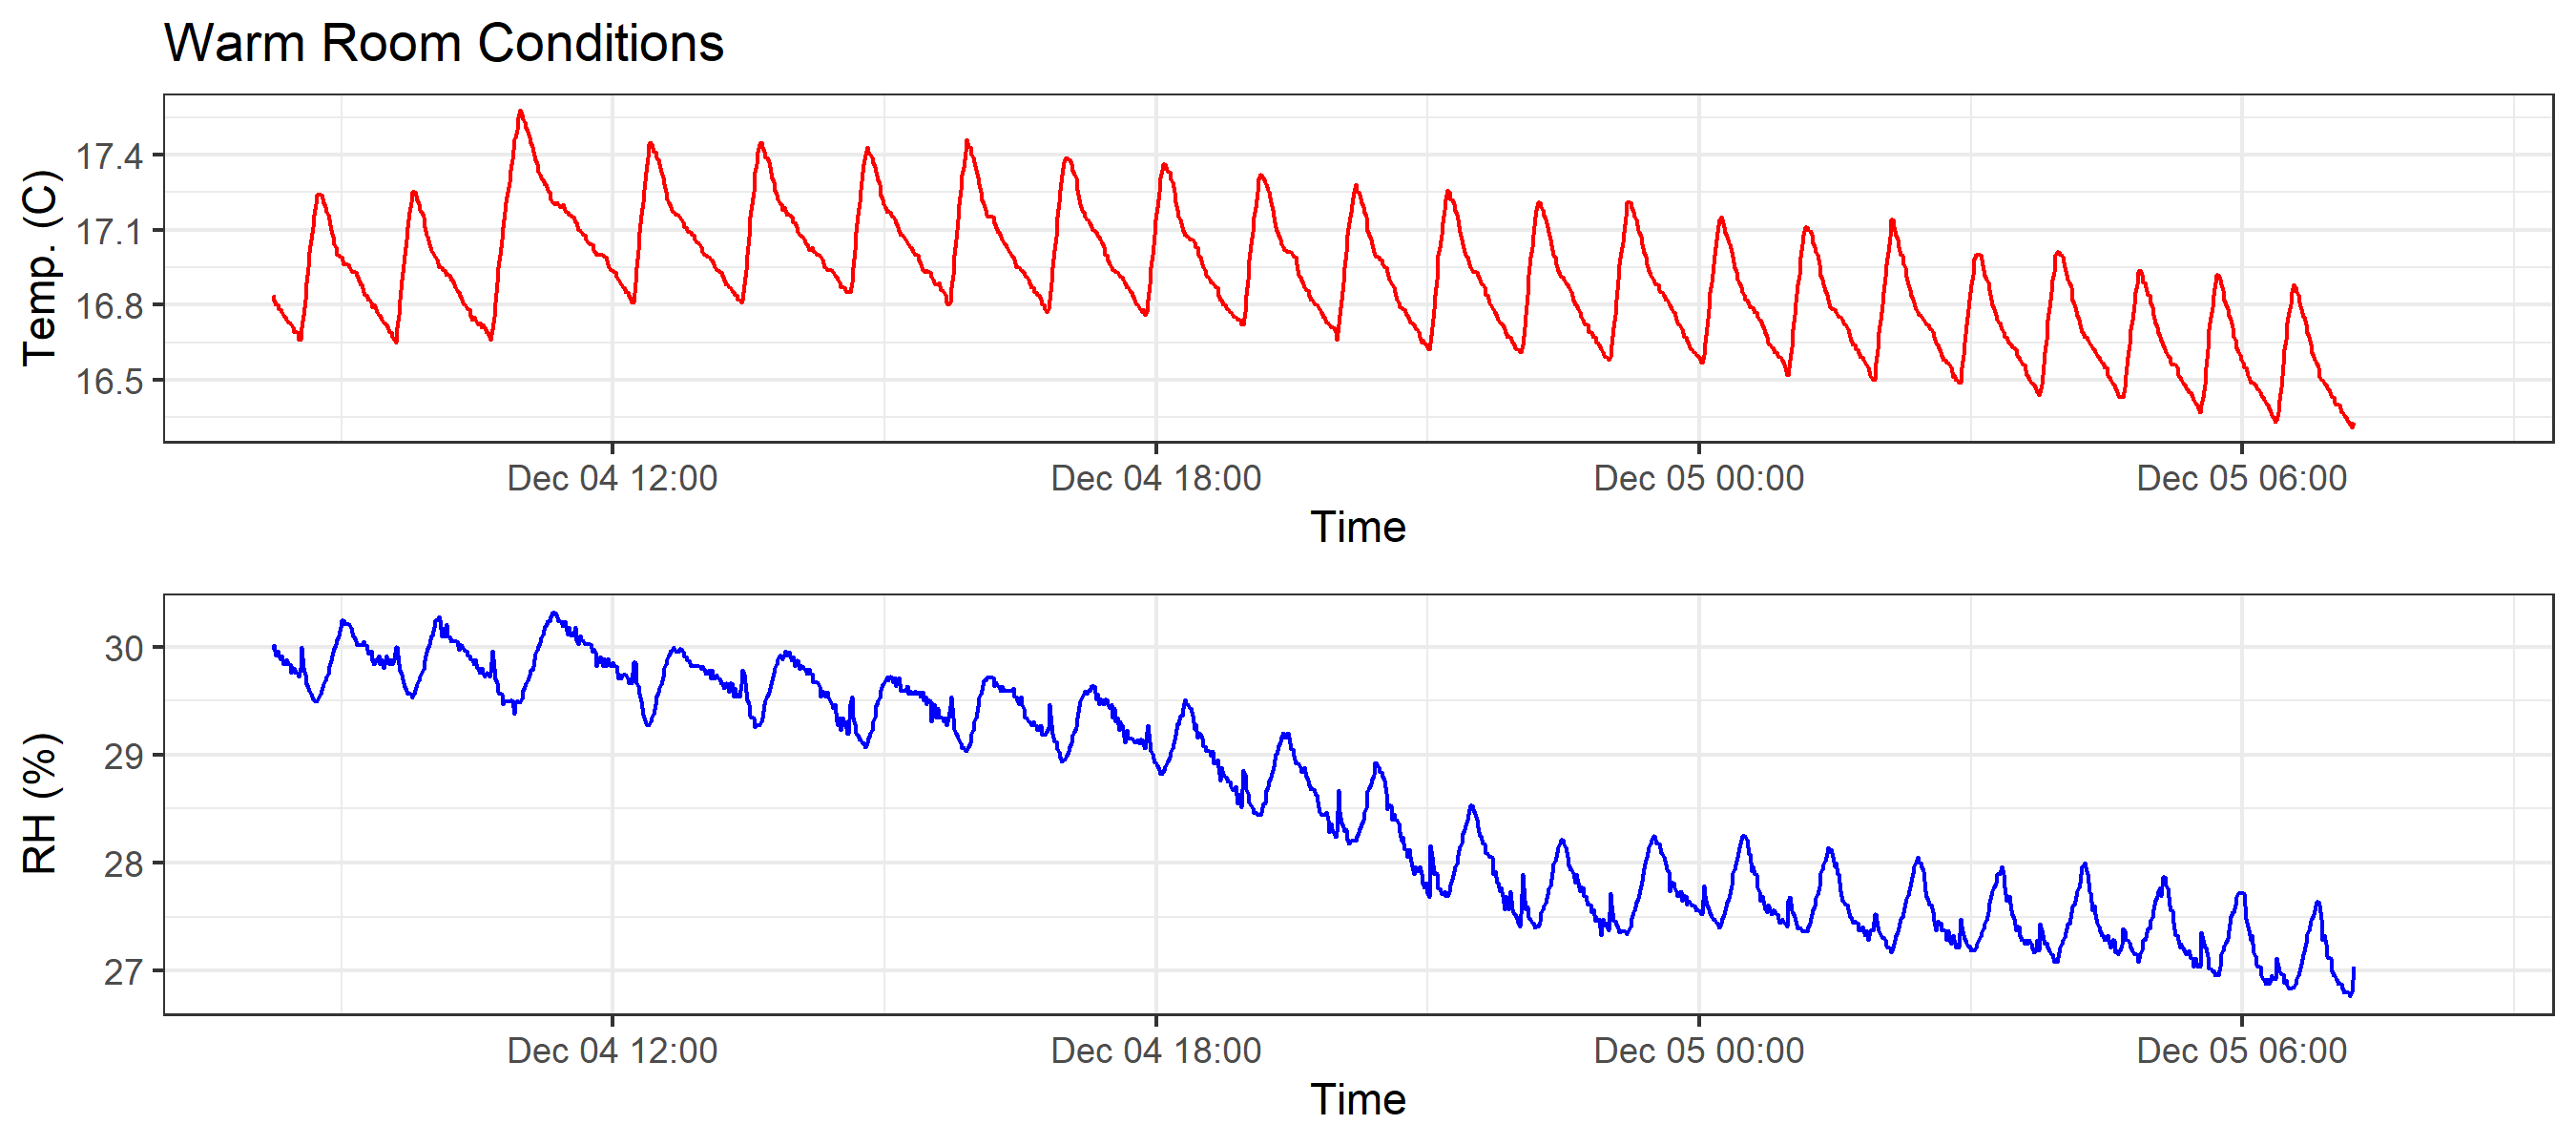 Warm Room Conditions
Temp. (C)
17.4
17.1
16.8
16.5
Dec 04 12:00 Dec 04 18:00 Dec 05 00:00 Dec 05 06:00
Time
RH (%)
30
29
28
27
Dec 04 12:00 Dec 04 18:00 Dec 05 00:00 Dec 05 06:00
Time